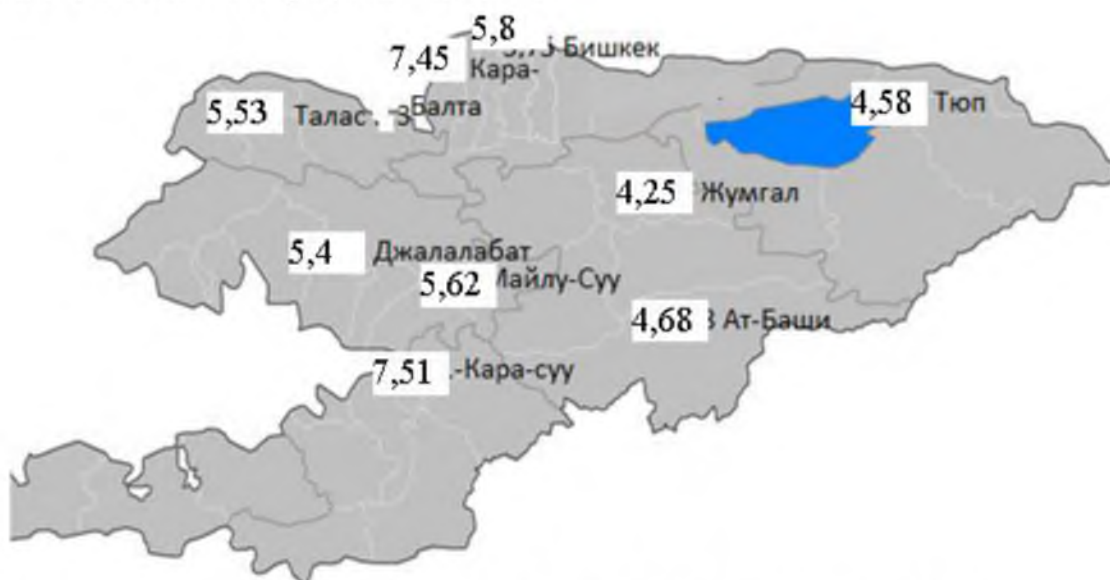 5,8
Бишкек
7,45 Кара-
Балта
5,53 Талас
4,58 Тюп
4,25 Жумгал
5,4 Джалалабат
5,62 Майлу-Суу
4,68 Ат-Баши
7,51 -Кара-суу